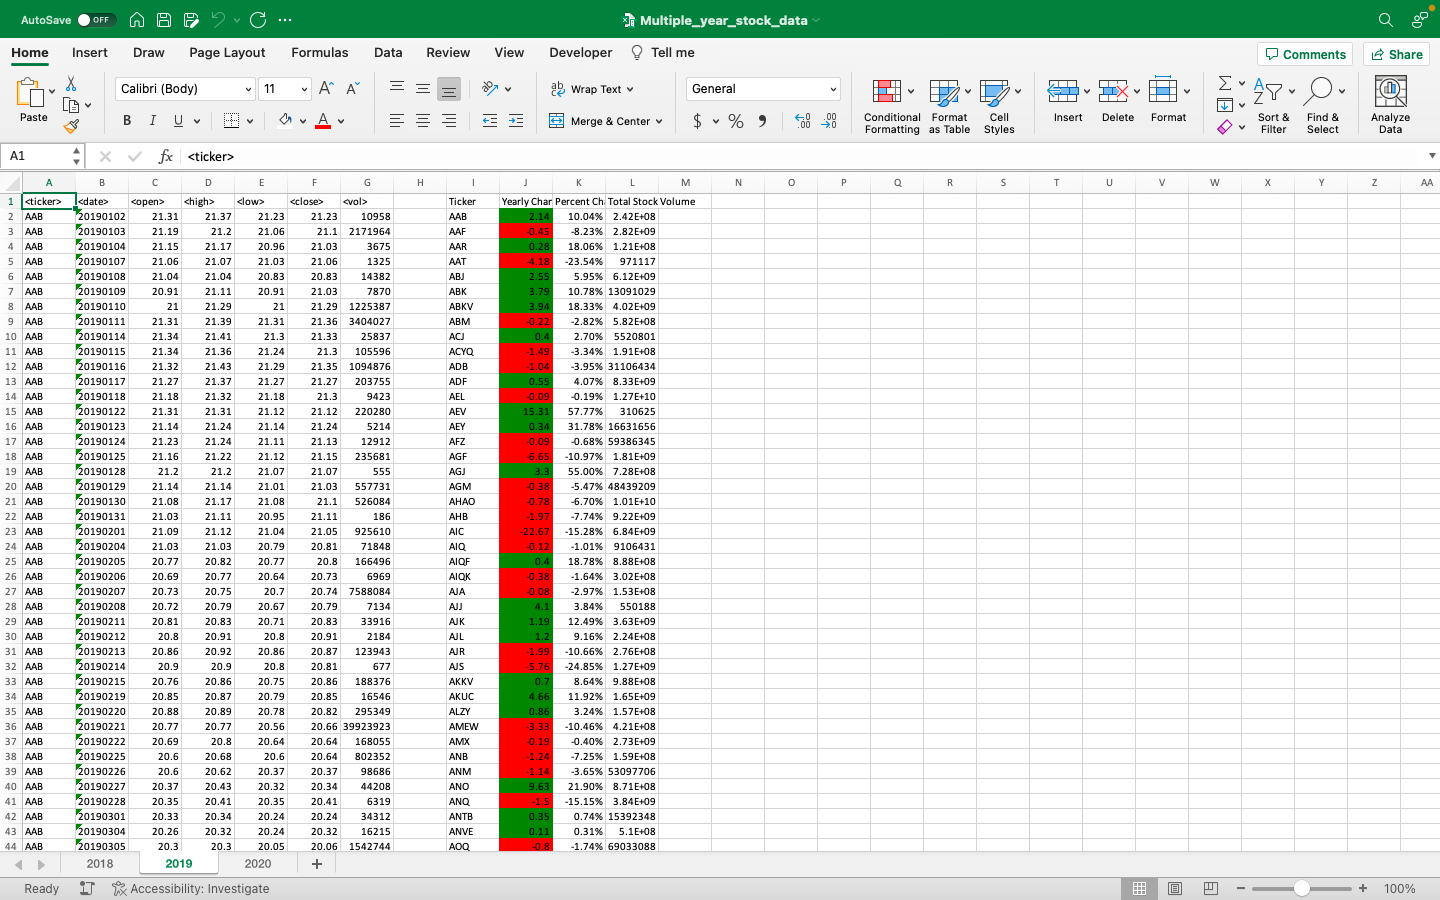 AutoSave OFF Multiple_year_stock_data
Home Insert Draw Page Layout Formulas Data Review View Developer Tell me Comments Share
Paste Calibri (Body) 11 A^ A˅ B I U A ab c Wrap Text Merge & Center General $ % Conditional Formatting Format as Table Cell Styles Insert Delete Format Sort & Filter Find & Select Analyze Data
A1 fx <ticker>
A B C D E F G H I J K L M N O P Q R S T U V W X Y Z AA
1 <ticker> <date> <open> <high> <low> <close> <vol> Ticker Yearly Char Percent Ch Total Stock Volume
2 AAB 20190102 21.31 21.37 21.23 21.23 10958 AAB 2.14 10.04% 2.42E+08
3 AAB 20190103 21.19 21.2 21.06 21.1 2171964 AAF -0.45 -8.23% 2.82E+09
4 AAB 20190104 21.15 21.17 20.96 21.03 3675 AAR 0.28 18.06% 1.21E+08
5 AAB 20190107 21.06 21.07 21.03 21.06 1325 AAT -4.18 -23.54% 971117
6 AAB 20190108 21.04 21.04 20.83 20.83 14382 ABJ 2.55 5.95% 6.12E+09
7 AAB 20190109 20.91 21.11 20.91 21.03 7870 ABK 3.79 10.78% 13091029
8 AAB 20190110 21 21.29 21 21.29 1225387 ABKV 3.94 18.33% 4.02E+09
9 AAB 20190111 21.31 21.39 21.31 21.36 3404027 ABM -0.22 -2.82% 5.82E+08
10 AAB 20190114 21.34 21.41 21.3 21.33 25837 ACJ 0.4 2.70% 5520801
11 AAB 20190115 21.34 21.36 21.24 21.3 105596 ACYQ -1.49 -3.34% 1.91E+08
12 AAB 20190116 21.32 21.43 21.29 21.35 1094876 ADB -1.04 -3.95% 31106434
13 AAB 20190117 21.27 21.37 21.27 21.27 203755 ADF 0.55 4.07% 8.33E+09
14 AAB 20190118 21.18 21.32 21.18 21.3 9423 AEL -0.09 -0.19% 1.27E+10
15 AAB 20190122 21.31 21.31 21.12 21.12 220280 AEV 15.31 57.77% 310625
16 AAB 20190123 21.14 21.24 21.14 21.24 5214 AEY 0.34 31.78% 16631656
17 AAB 20190124 21.23 21.24 21.11 21.13 12912 AFZ -0.09 -0.68% 59386345
18 AAB 20190125 21.16 21.22 21.12 21.15 235681 AGF -6.65 -10.97% 1.81E+09
19 AAB 20190128 21.2 21.2 21.07 21.07 555 AGJ 3.3 55.00% 7.28E+08
20 AAB 20190129 21.14 21.14 21.01 21.03 557731 AGM -0.38 -5.47% 48439209
21 AAB 20190130 21.08 21.17 21.08 21.1 526084 AHAO -0.78 -6.70% 1.01E+10
22 AAB 20190131 21.03 21.11 20.95 21.11 186 AHB -1.97 -7.74% 9.22E+09
23 AAB 20190201 21.09 21.12 21.04 21.05 925610 AIC -22.67 -15.28% 6.84E+09
24 AAB 20190204 21.03 21.03 20.79 20.81 71848 AIQ -0.12 -1.01% 9106431
25 AAB 20190205 20.77 20.82 20.77 20.8 166496 AIQF 0.4 18.78% 8.88E+08
26 AAB 20190206 20.69 20.77 20.64 20.73 6969 AIQK -0.38 -1.64% 3.02E+08
27 AAB 20190207 20.73 20.75 20.7 20.74 7588084 AJA -0.08 -2.97% 1.53E+08
28 AAB 20190208 20.72 20.79 20.67 20.79 7134 AJJ 4.1 3.84% 550188
29 AAB 20190211 20.81 20.83 20.71 20.83 33916 AJK 1.19 12.49% 3.63E+09
30 AAB 20190212 20.8 20.91 20.8 20.91 2184 AJL 1.2 9.16% 2.24E+08
31 AAB 20190213 20.86 20.92 20.86 20.87 123943 AJR -1.99 -10.66% 2.76E+08
32 AAB 20190214 20.9 20.9 20.8 20.81 677 AJS -5.76 -24.85% 1.27E+09
33 AAB 20190215 20.76 20.86 20.75 20.86 188376 AKKV 0.7 8.64% 9.88E+08
34 AAB 20190219 20.85 20.87 20.79 20.85 16546 AKUC 4.66 11.92% 1.65E+09
35 AAB 20190220 20.88 20.89 20.78 20.82 295349 ALZY 0.86 3.24% 1.57E+08
36 AAB 20190221 20.77 20.77 20.56 20.66 39923923 AMEW -3.33 -10.46% 4.21E+08
37 AAB 20190222 20.69 20.8 20.64 20.64 168055 AMX -0.19 -0.40% 2.73E+09
38 AAB 20190225 20.6 20.68 20.6 20.64 802352 ANB -1.24 -7.25% 1.59E+08
39 AAB 20190226 20.6 20.62 20.37 20.37 98686 ANM -1.14 -3.65% 53097706
40 AAB 20190227 20.37 20.43 20.32 20.34 44208 ANO 9.63 21.90% 8.71E+08
41 AAB 20190228 20.35 20.41 20.35 20.41 6319 ANQ -1.5 -15.15% 3.84E+09
42 AAB 20190301 20.33 20.34 20.24 20.24 34312 ANTB 0.35 0.74% 15392348
43 AAB 20190304 20.26 20.32 20.24 20.32 16215 ANVE 0.11 0.31% 5.1E+08
44 AAB 20190305 20.3 20.3 20.05 20.06 1542744 AOQ -0.8 -1.74% 69033088
2018 2019 2020 +
Ready Accessibility: Investigate 100%